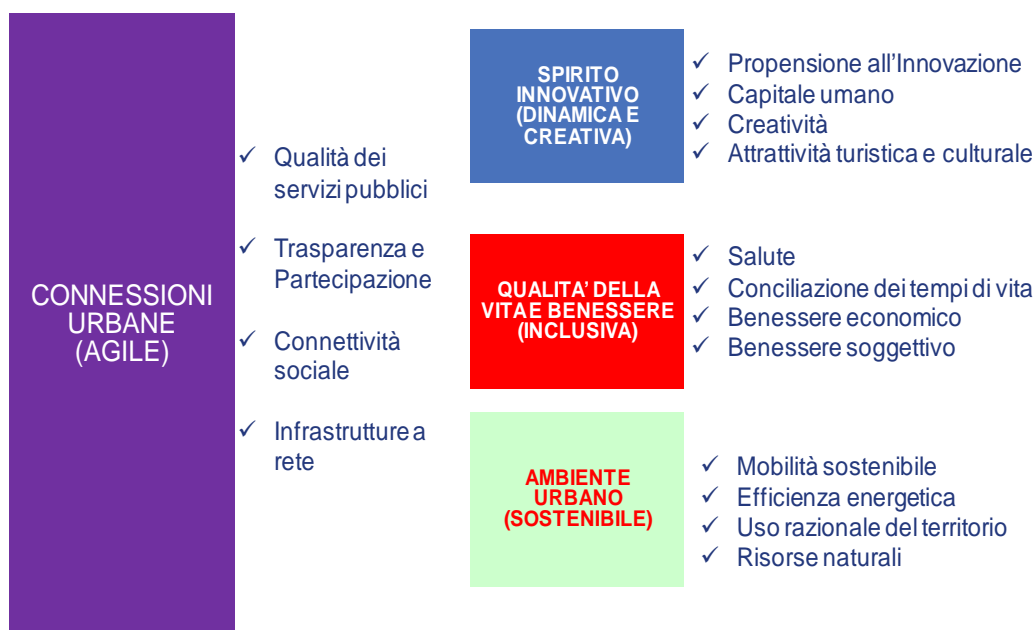 CONNESSIONI
URBANE
(AGILE)
✓ Qualità dei
servizi pubblici
✓ Trasparenza e
Partecipazione
✓ Connettività
sociale
✓ Infrastrutture a
rete
SPIRITO
INNOVATIVO
(DINAMICA E
CREATIVA)
✓ Propensione all'Innovazione
✓ Capitale umano
✓ Creatività
✓ Attrattività turistica e culturale
QUALITA' DELLA
VITA E BENESSERE
(INCLUSIVA)
✓ Salute
✓ Conciliazione dei tempi di vita
✓ Benessere economico
✓ Benessere soggettivo
AMBIENTE
URBANO
(SOSTENIBILE)
✓ Mobilità sostenibile
✓ Efficienza energetica
✓ Uso razionale del territorio
✓ Risorse naturali